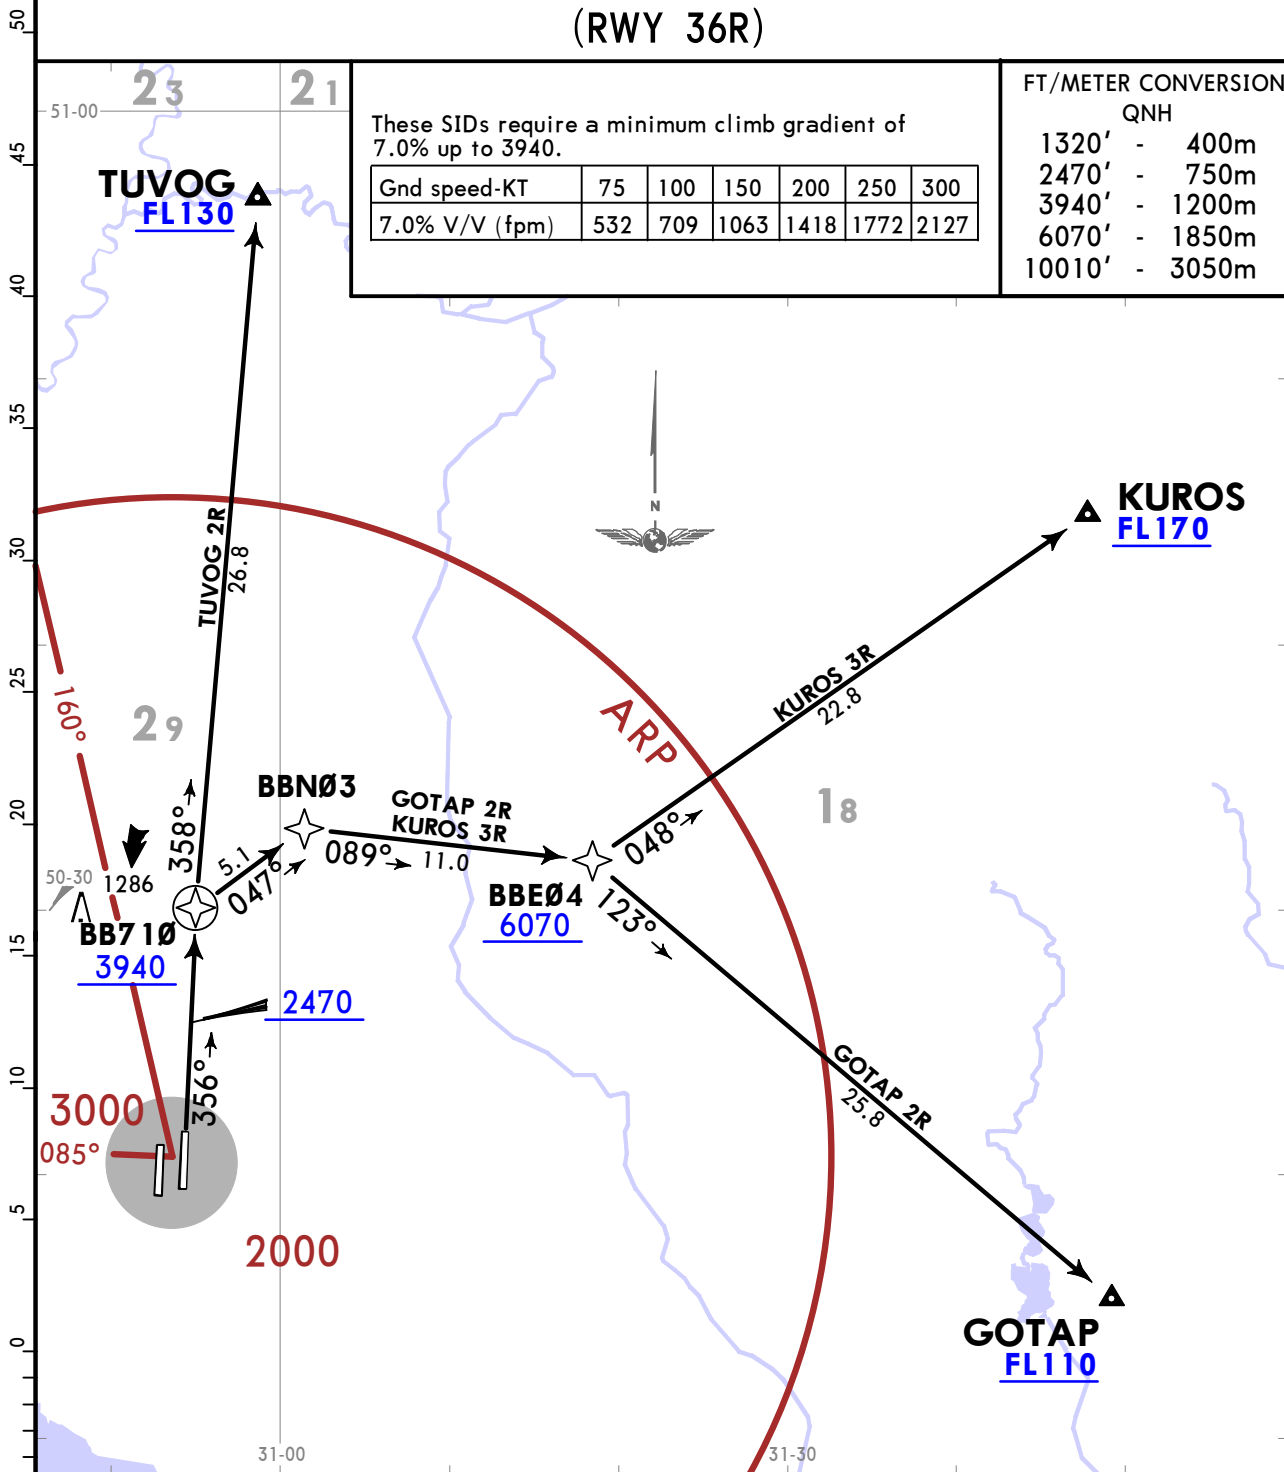 (RWY 36R)
50
45
40
35
30
25
20
15
10
5
0
23
21
51-00
These SIDs require a minimum climb gradient of
7.0% up to 3940.
Gnd speed-KT 75 100 150 200 250 300
7.0% V/V (fpm) 532 709 1063 1418 1772 2127
FT/METER CONVERSION
QNH
1320' - 400m
2470' - 750m
3940' - 1200m
6070' - 1850m
10010' - 3050m
TUVOG
FL130
N
KUROS
FL170
TUVOG 2R
26.8
KUROS 3R
22.8
160°
ARP
29
18
358°
BBNØ3
GOTAP 2R
KUROS 3R
089°
11.0
048°
5.1
047°
50-30
1286
BB71Ø
3940
BBEØ4
6070
123°
2470
356°
GOTAP 2R
25.8
3000
085°
2000
GOTAP
FL110
31-00
31-30